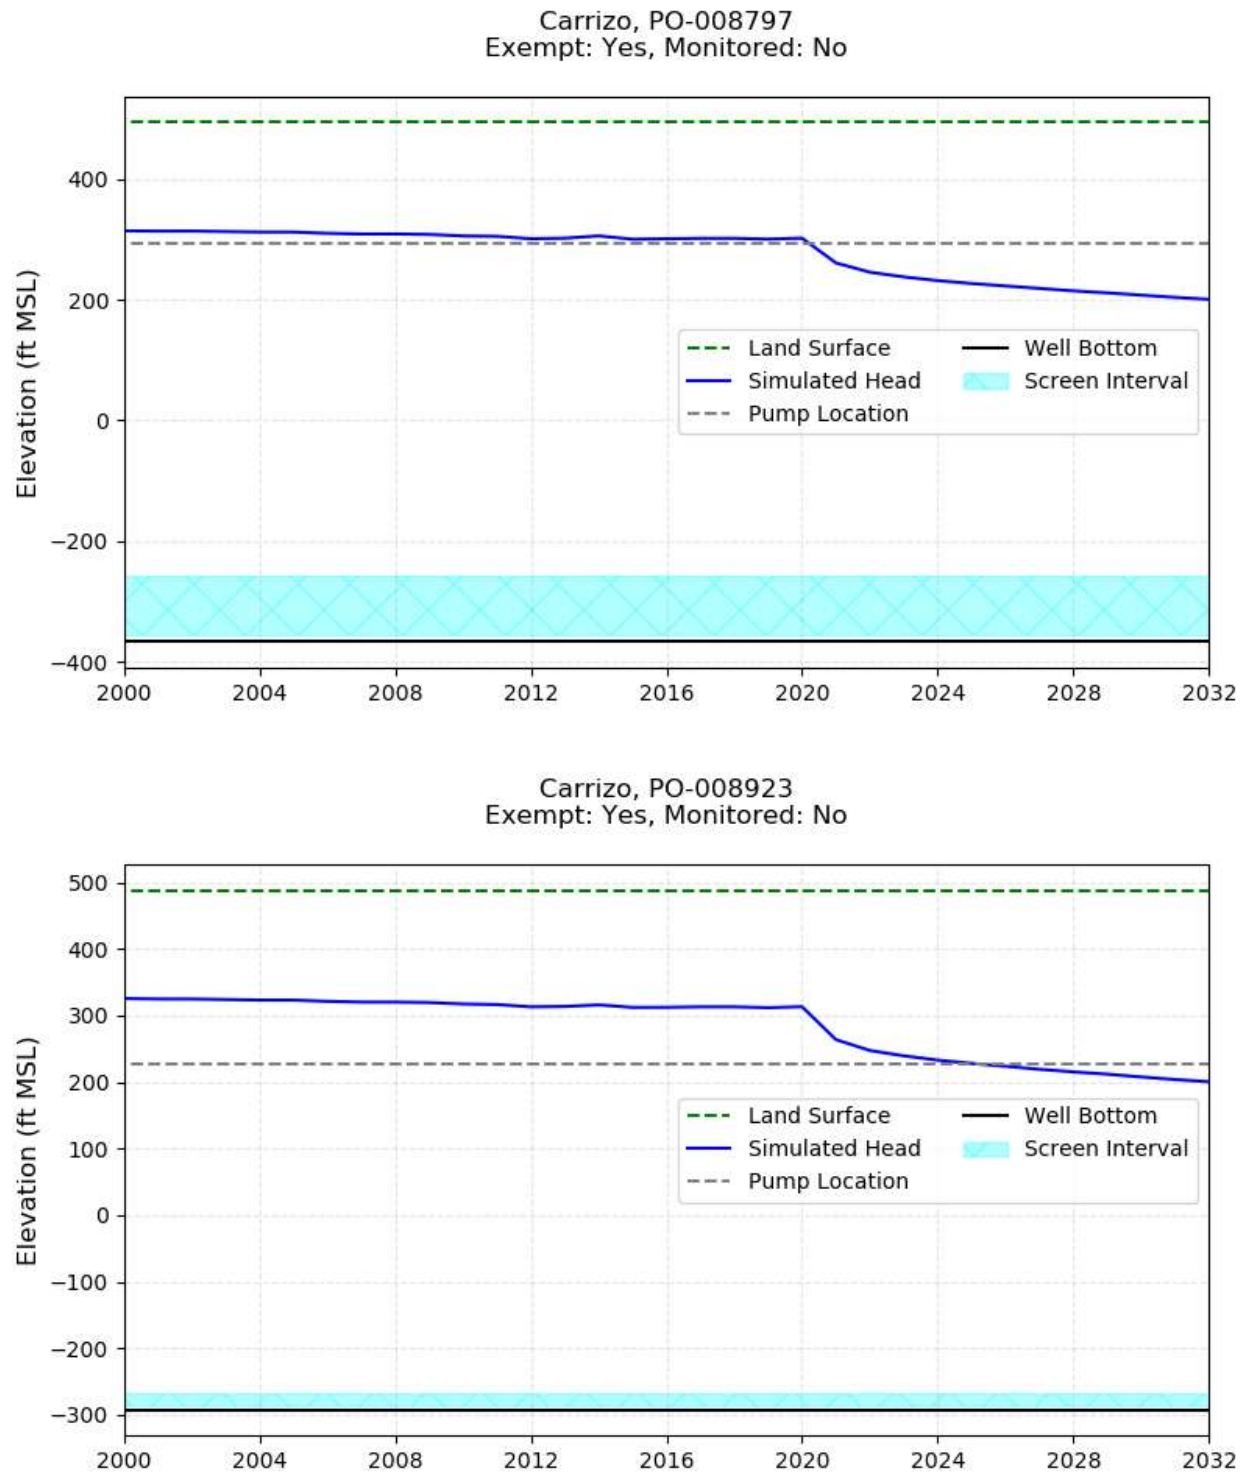 Carrizo, PO-008797
Exempt: Yes, Monitored: No
Elevation (ft MSL)
400
200
0
−200
−400
Land Surface
Simulated Head
Pump Location
Well Bottom
Screen Interval
2000 2004 2008 2012 2016 2020 2024 2028 2032
Carrizo, PO-008923
Exempt: Yes, Monitored: No
Elevation (ft MSL)
500
400
300
200
100
0
−100
−200
−300
Land Surface
Simulated Head
Pump Location
Well Bottom
Screen Interval
2000 2004 2008 2012 2016 2020 2024 2028 2032